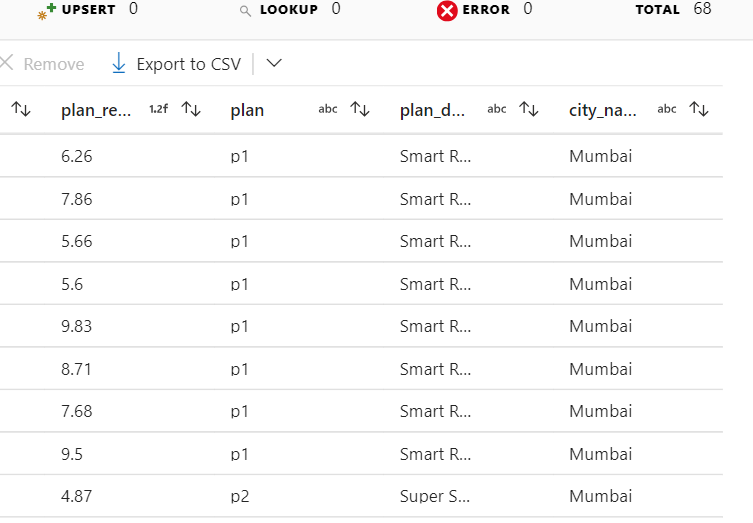 UPSERT 0 LOOKUP 0 ERROR 0 TOTAL 68
Remove Export to CSV
plan_re... 1.2f plan abc plan_d... abc city_na... abc
6.26 p1 Smart R... Mumbai
7.86 p1 Smart R... Mumbai
5.66 p1 Smart R... Mumbai
5.6 p1 Smart R... Mumbai
9.83 p1 Smart R... Mumbai
8.71 p1 Smart R... Mumbai
7.68 p1 Smart R... Mumbai
9.5 p1 Smart R... Mumbai
4.87 p2 Super S... Mumbai